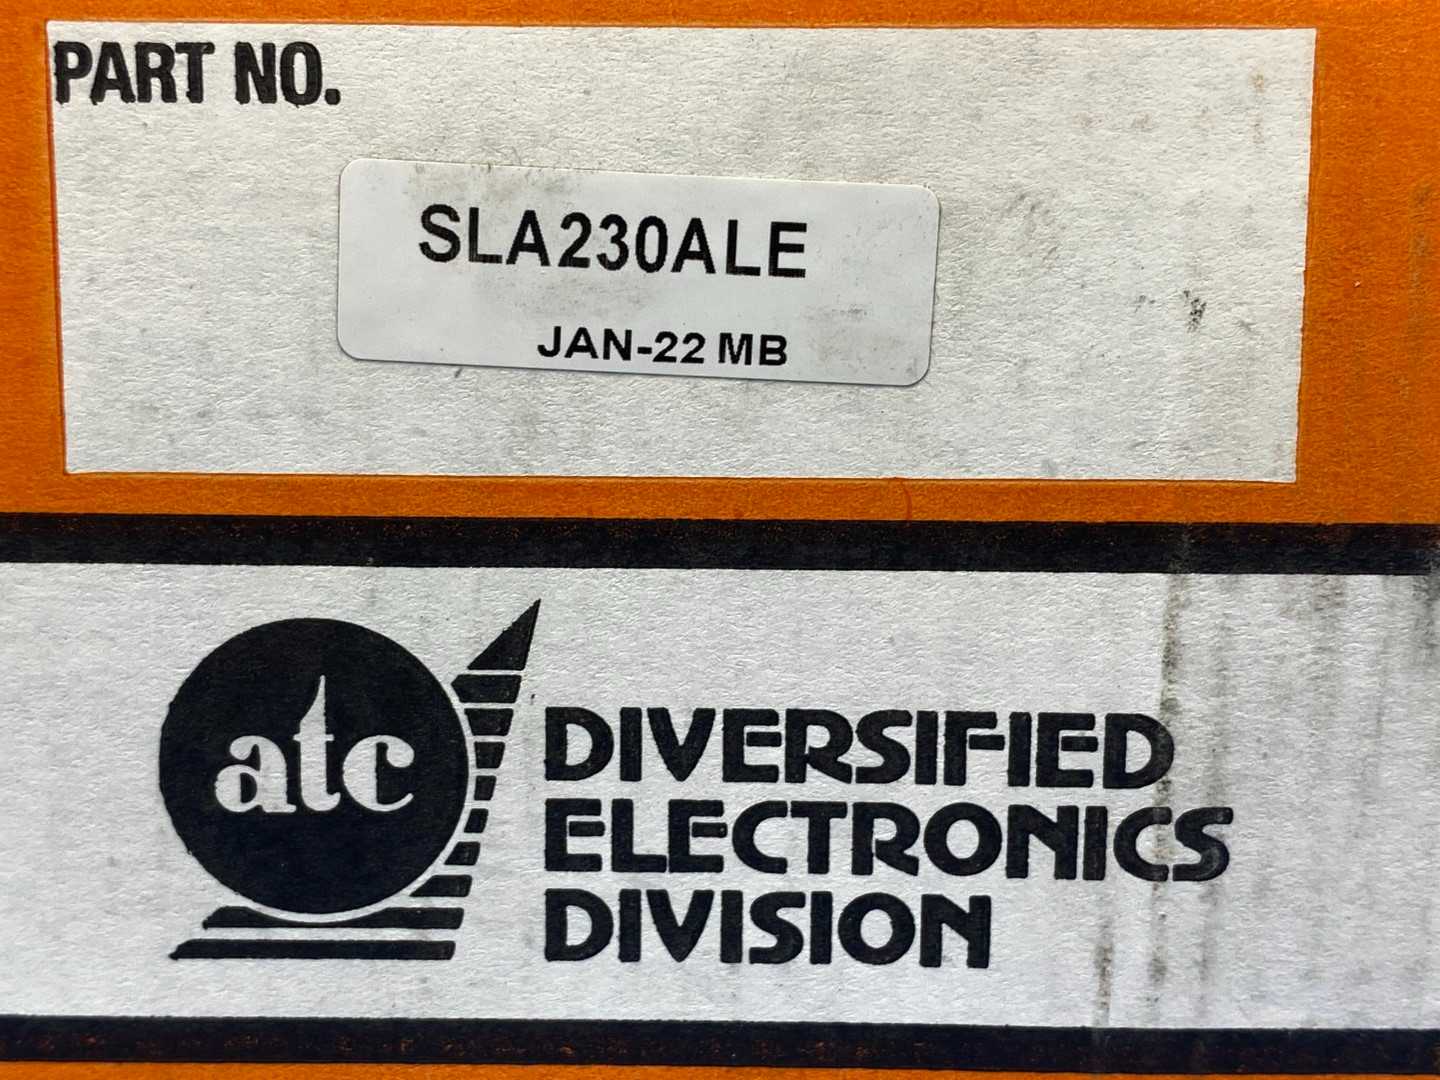 PART NO.
SLA230ALE
JAN-22 MB
atc
DIVERSIFIED
ELECTRONICS
DIVISION